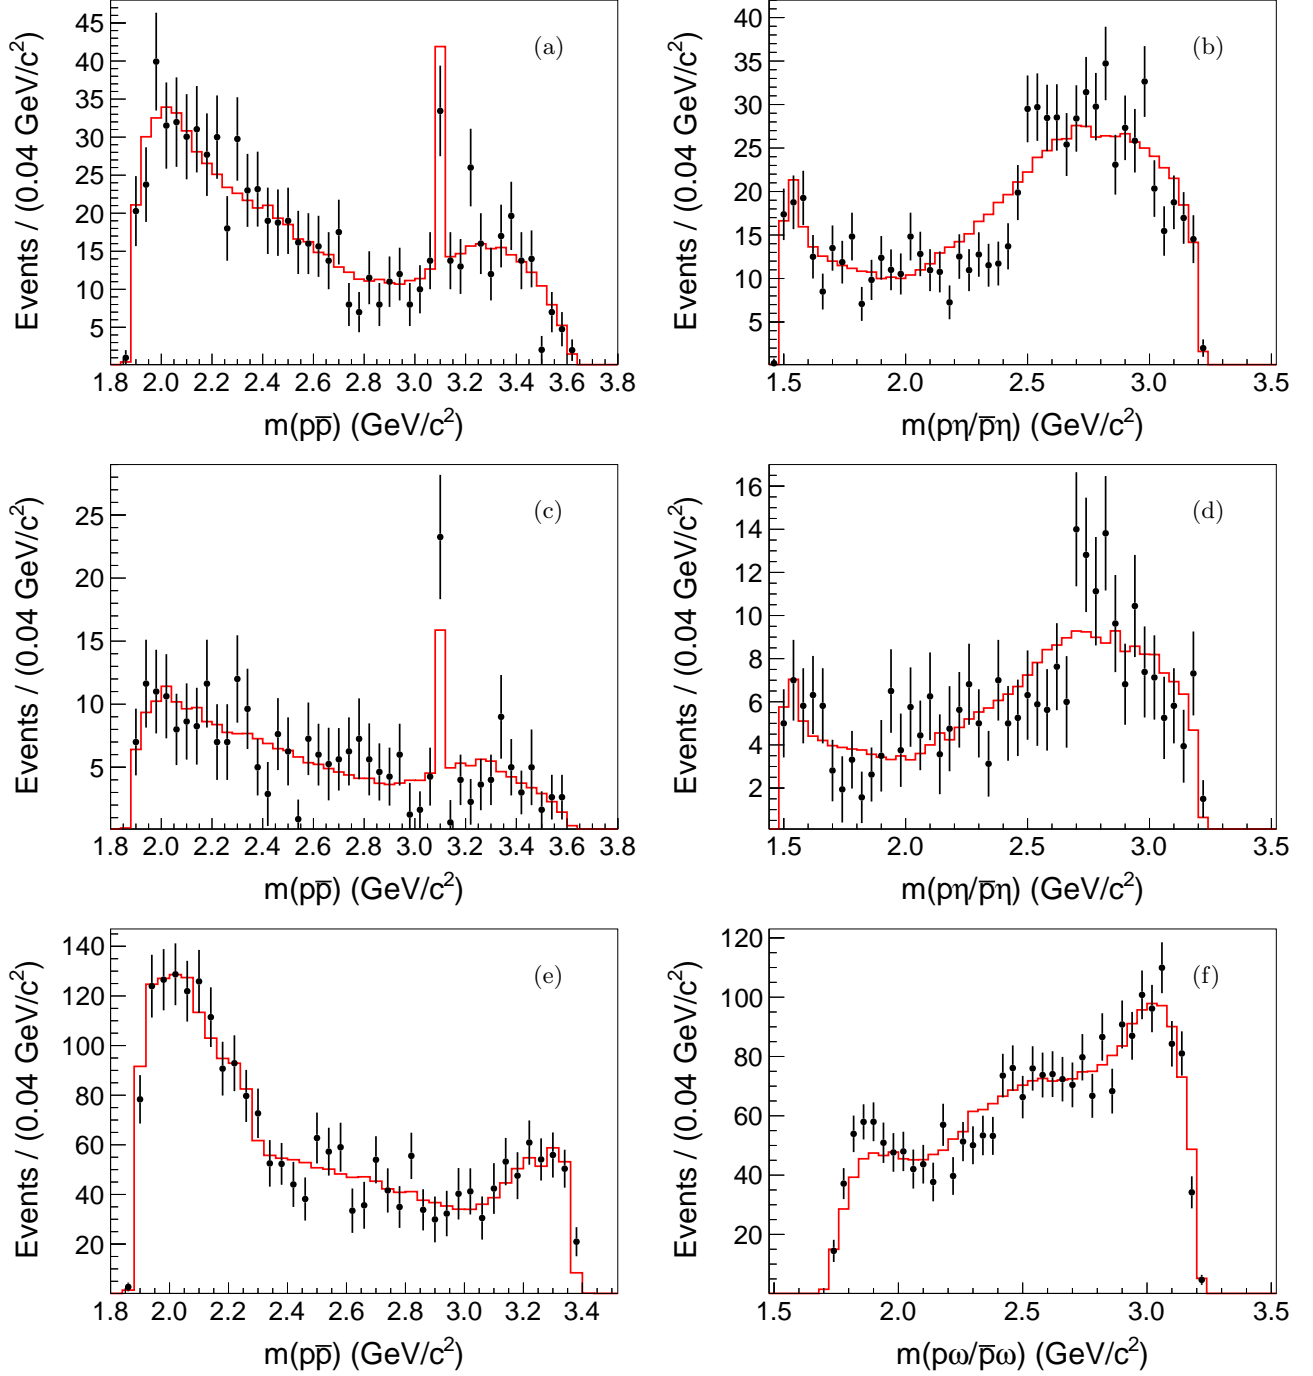 Events / (0.04 GeV/c²)
45
40
35
30
25
20
15
10
5
(a)
1.8 2.0 2.2 2.4 2.6 2.8 3.0 3.2 3.4 3.6 3.8
m(pp̅) (GeV/c²)
Events / (0.04 GeV/c²)
40
35
30
25
20
15
10
5
(b)
1.5 2.0 2.5 3.0 3.5
m(pη/p̅η) (GeV/c²)
Events / (0.04 GeV/c²)
25
20
15
10
5
(c)
1.8 2.0 2.2 2.4 2.6 2.8 3.0 3.2 3.4 3.6 3.8
m(pp̅) (GeV/c²)
Events / (0.04 GeV/c²)
16
14
12
10
8
6
4
2
(d)
1.5 2.0 2.5 3.0 3.5
m(pη/p̅η) (GeV/c²)
Events / (0.04 GeV/c²)
140
120
100
80
60
40
20
(e)
1.8 2.0 2.2 2.4 2.6 2.8 3.0 3.2 3.4
m(pp̅) (GeV/c²)
Events / (0.04 GeV/c²)
120
100
80
60
40
20
(f)
1.5 2.0 2.5 3.0 3.5
m(pω/p̅ω) (GeV/c²)